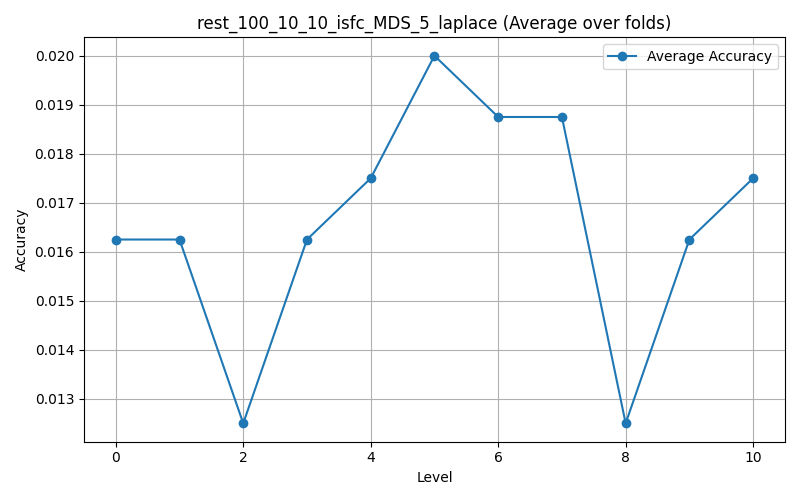 rest_100_10_10_isfc_MDS_5_laplace (Average over folds)
Average Accuracy
Accuracy
0.020
0.019
0.018
0.017
0.016
0.015
0.014
0.013
0 2 4 6 8 10
Level